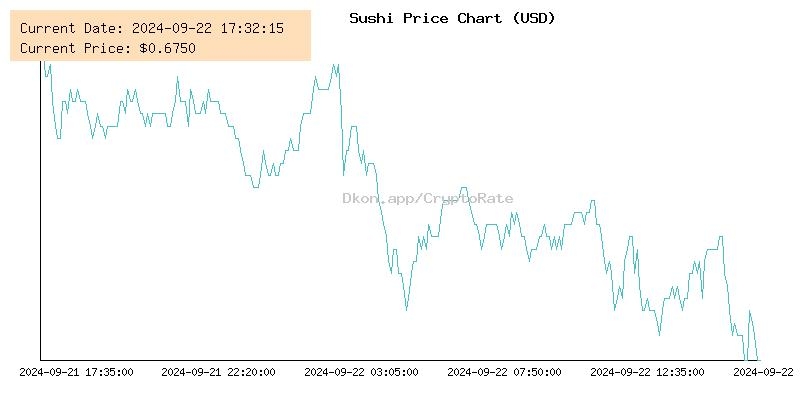 Sushi Price Chart (USD)
Current Date: 2024-09-22 17:32:15
Current Price: $0.6750
Dkon.app/CryptoRate
2024-09-21 17:35:00
2024-09-21 22:20:00
2024-09-22 03:05:00
2024-09-22 07:50:00
2024-09-22 12:35:00
2024-09-22